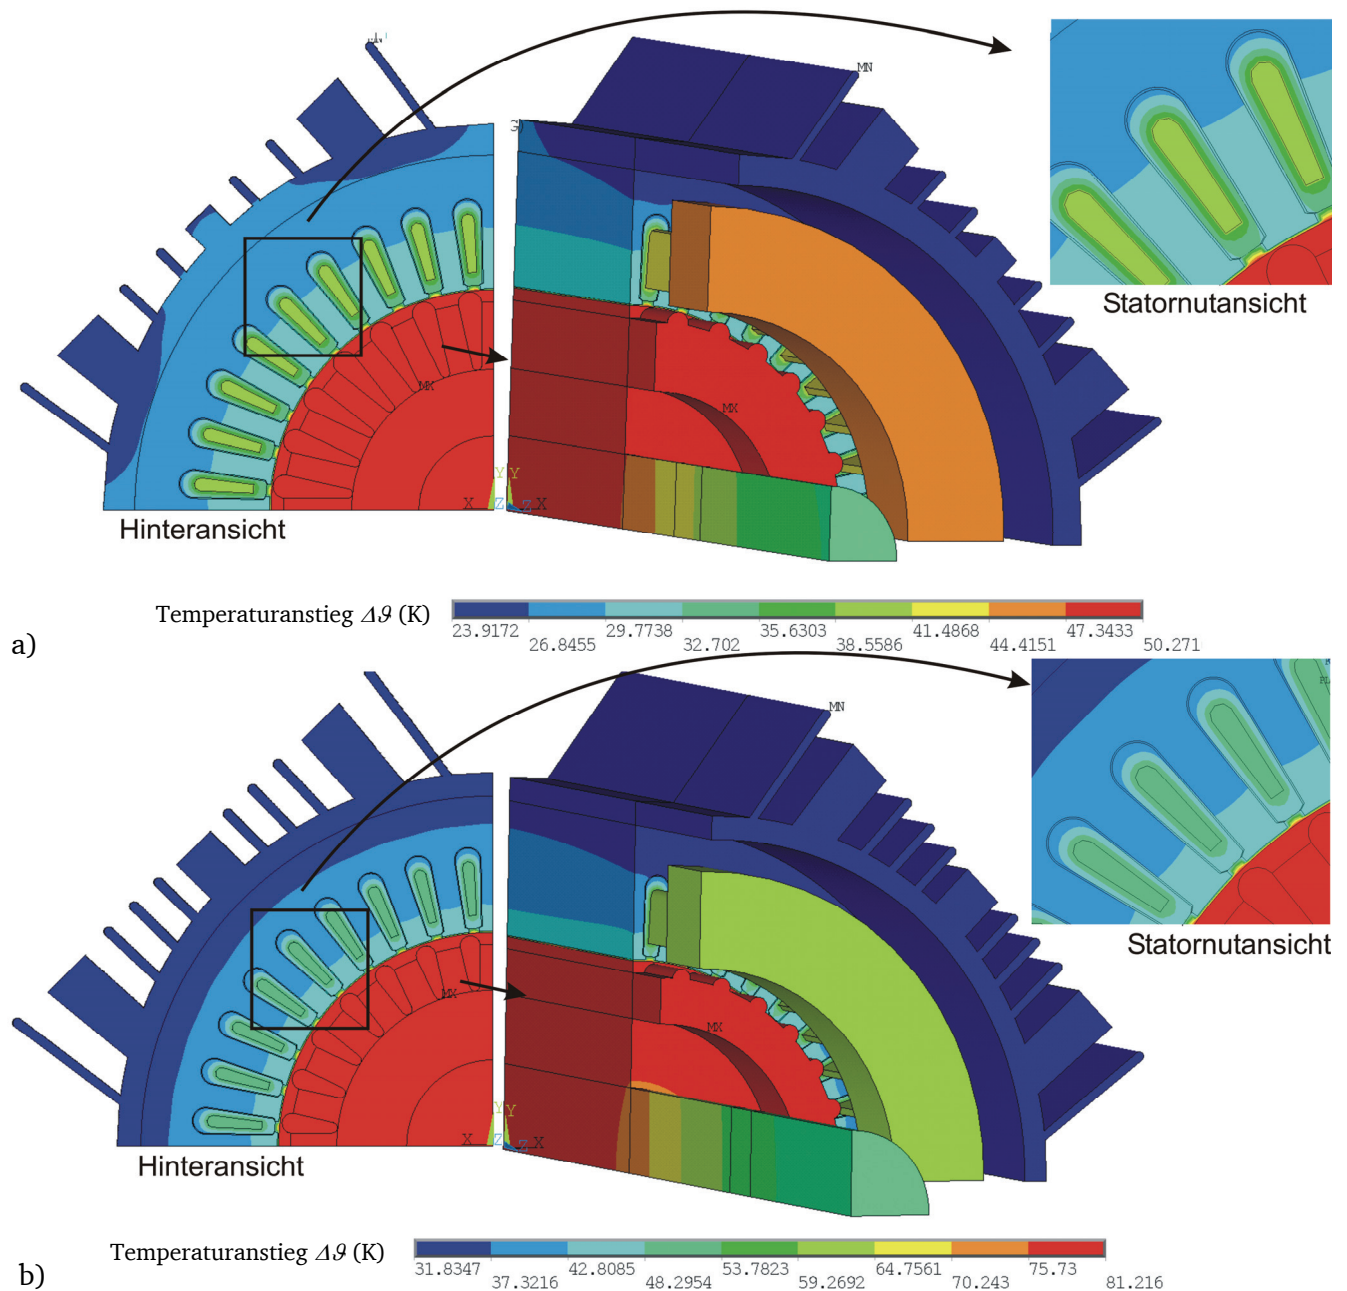 MN
MN
G
Statornutansicht
MX
MX
Y Y
X Z Z X
Hinteransicht
Temperaturanstieg Δϑ (K)
23.9172 29.7738 35.6303 41.4868 47.3433
26.8455 32.702 38.5586 44.4151 50.271
a)
MN
Statornutansicht
MX
MX
Y Y
X Z Z X
Hinteransicht
Temperaturanstieg Δϑ (K)
31.8347 42.8085 53.7823 64.7561 75.73
37.3216 48.2954 59.2692 70.243 81.216
b)